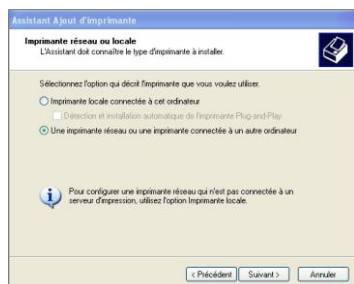 Assistant Ajout d'imprimante
Imprimante réseau ou locale
L'Assistant doit connaître le type d'imprimante à installer.
Sélectionnez l'option qui décrit l'imprimante que vous voulez utiliser.
Imprimante locale connectée à cet ordinateur
Détection et installation automatique de l'imprimante Plug-and-Play
Une imprimante réseau ou une imprimante connectée à un autre ordinateur
Pour configurer une imprimante réseau qui n'est pas connectée à un
serveur d'impression, utilisez l'option Imprimante locale.
< Précédent Suivant > Annuler